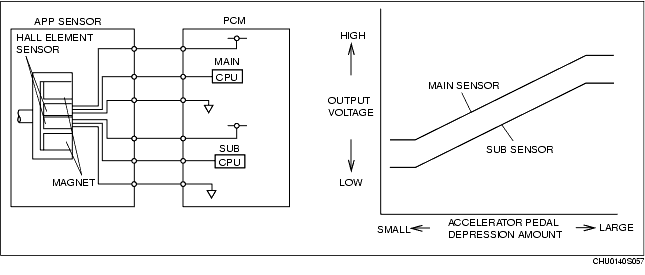 APP SENSOR
PCM
HALL ELEMENT
SENSOR
MAIN
CPU
SUB
CPU
MAGNET
HIGH
OUTPUT
VOLTAGE
LOW
MAIN SENSOR
SUB SENSOR
SMALL
ACCELERATOR PEDAL
DEPRESSION AMOUNT
LARGE
CHU0140S057